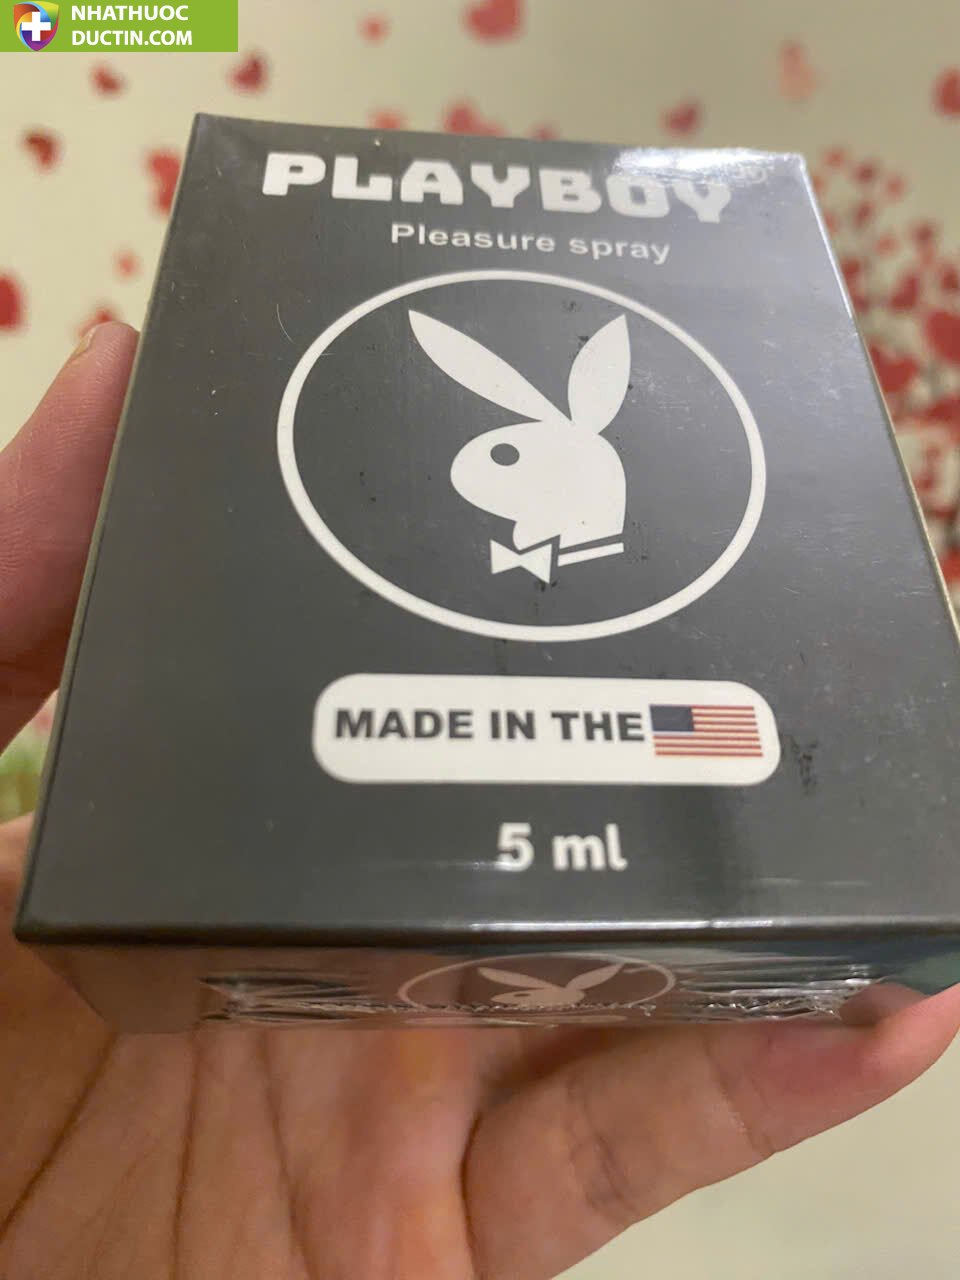 NHATHUOC
DUCTIN.COM
PLAYBOY
Pleasure spray
MADE IN THE
5 ml